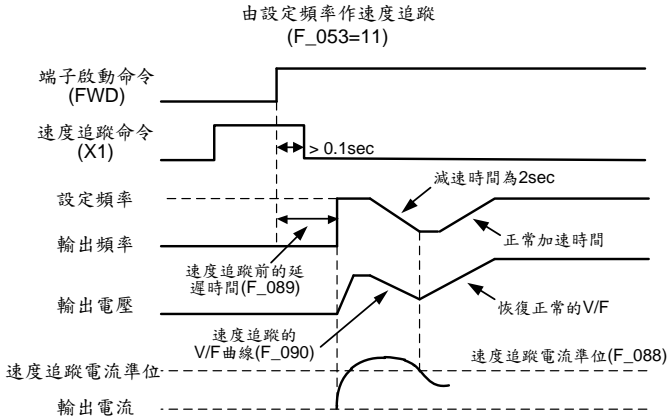 由設定頻率作速度追蹤
(F_053=11)
端子啟動命令
(FWD)
速度追蹤命令
(X1)
> 0.1sec
減速時間為2sec
設定頻率
正常加速時間
輸出頻率
速度追蹤前的延
遲時間(F_089)
輸出電壓
恢復正常的V/F
速度追蹤的
V/F曲線(F_090)
速度追蹤電流準位(F_088)
速度追蹤電流準位
輸出電流